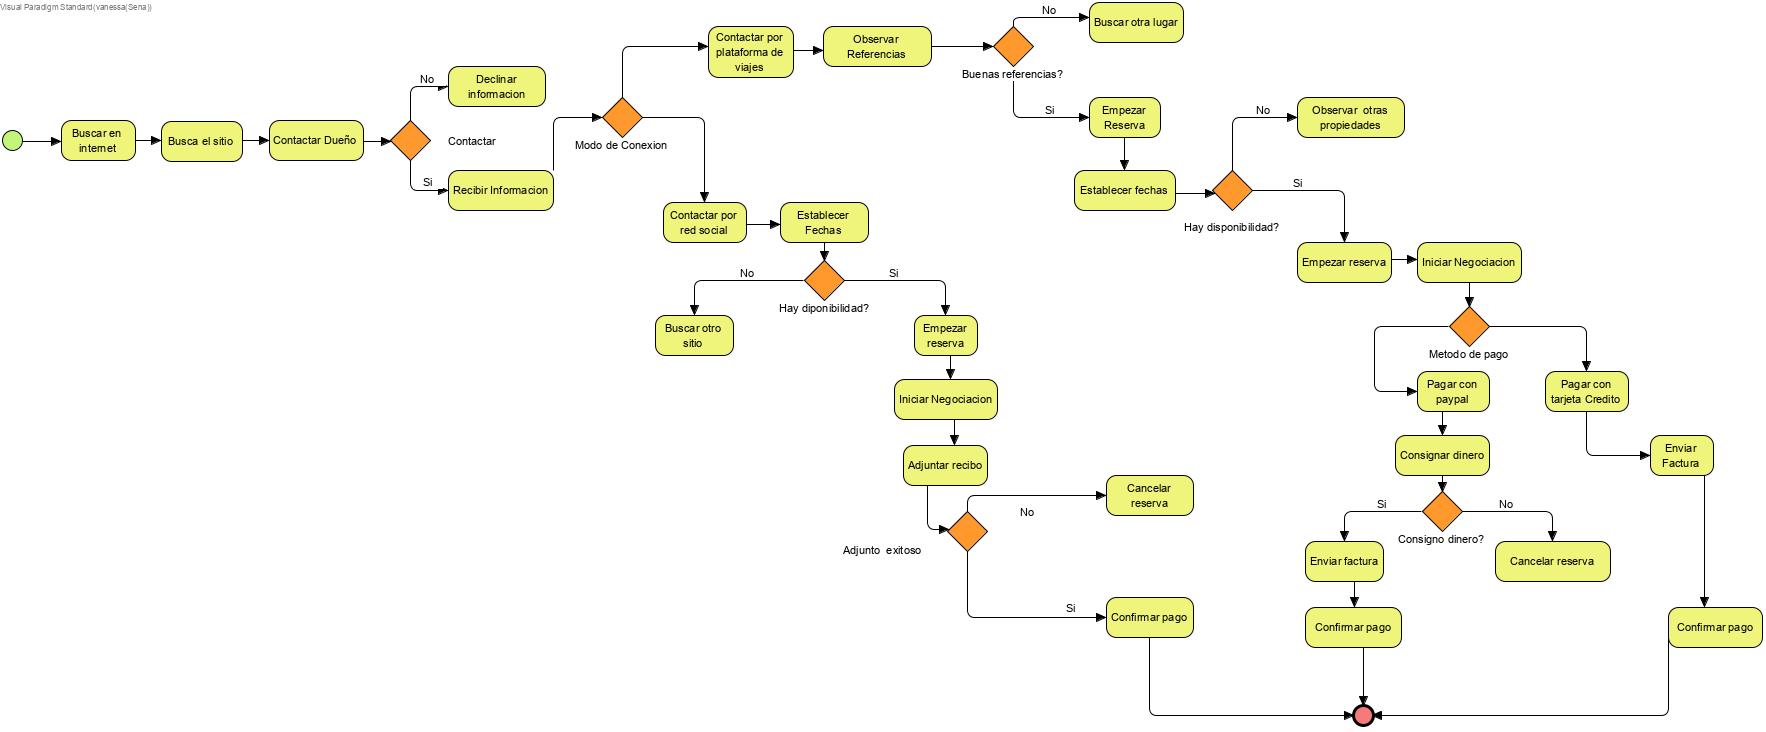 Visual Paradigm Standard(vanessa(Sena))
No
Buscar otra lugar
Contactar por
plataforma de
viajes
Observar
Referencias
Buenas referencias?
No
Declinar
informacion
Si
Empezar
Reserva
No
Observar  otras
propiedades
Buscar en
internet
Busca el sitio
Contactar Dueño
Contactar
Modo de Conexion
Si
Recibir Informacion
Establecer fechas
Si
Hay disponibilidad?
Contactar por
red social
Establecer
Fechas
Empezar reserva
Iniciar Negociacion
No
Si
Hay diponibilidad?
Buscar otro
sitio
Empezar
reserva
Metodo de pago
Iniciar Negociacion
Pagar con
paypal
Pagar con
tarjeta Credito
Adjuntar recibo
Consignar dinero
Enviar
Factura
Cancelar
reserva
No
Si
No
Consigno dinero?
Adjunto  exitoso
Enviar factura
Cancelar reserva
Si
Confirmar pago
Confirmar pago
Confirmar pago